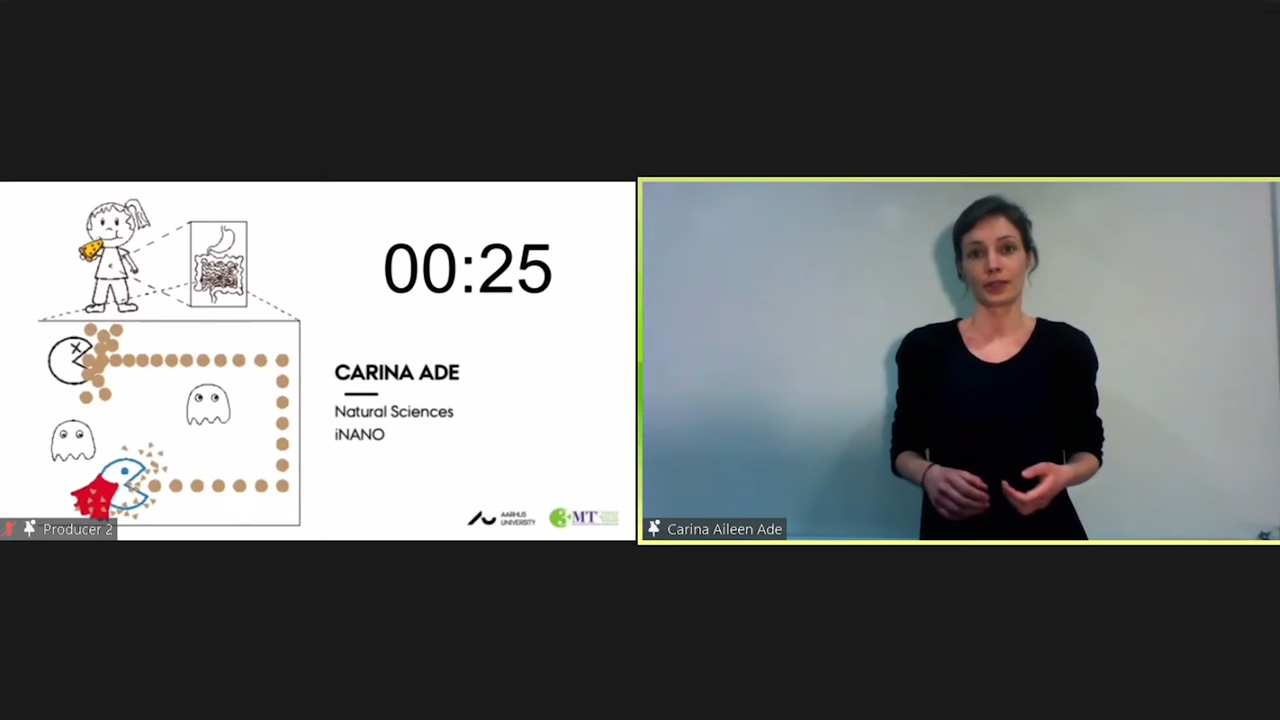 00:25
CARINA ADE
Natural Sciences
iNANO
AARHUS
UNIVERSITY
MT
Producer 2
Carina Aileen Ade